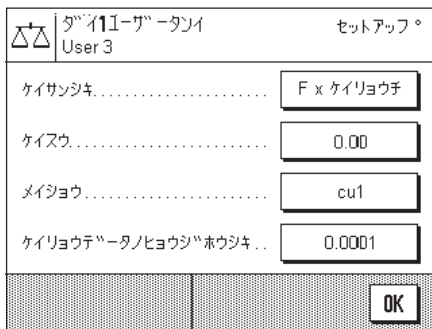 ダイ1ユーザータンイ セットアップ
User 3
ケイサンシキ...................... F x ケイリョウチ
ケイスウ.......................... 0.00
メイショウ........................ cu1
ケイリョウデータノヒョウジホウシキ.. 0.0001
OK